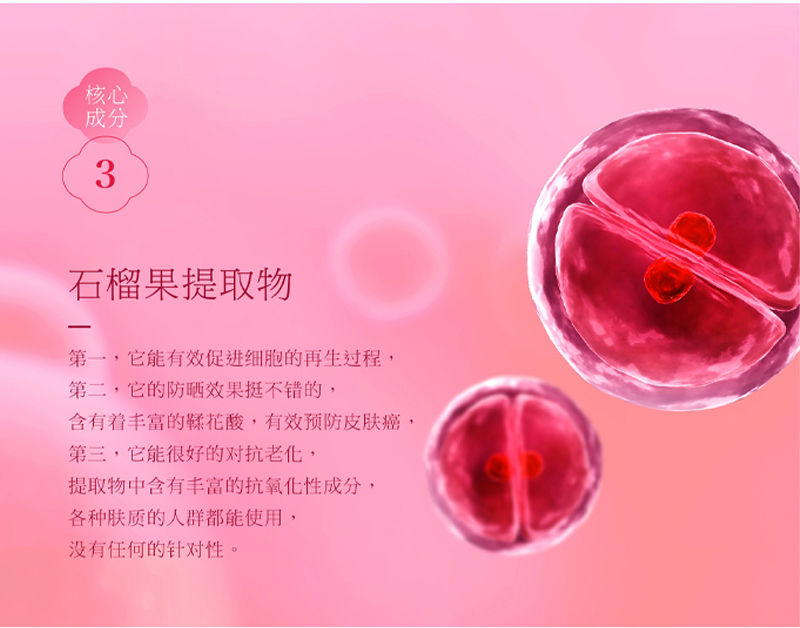 核心
成分
3
石榴果提取物
第一，它能有效促进细胞的再生过程，
第二，它的防晒效果挺不错的，
含有着丰富的鞣花酸，有效预防皮肤癌，
第三，它能很好的对抗老化，
提取物中含有丰富的抗氧化性成分，
各种肤质的人群都能使用，
没有任何的针对性。